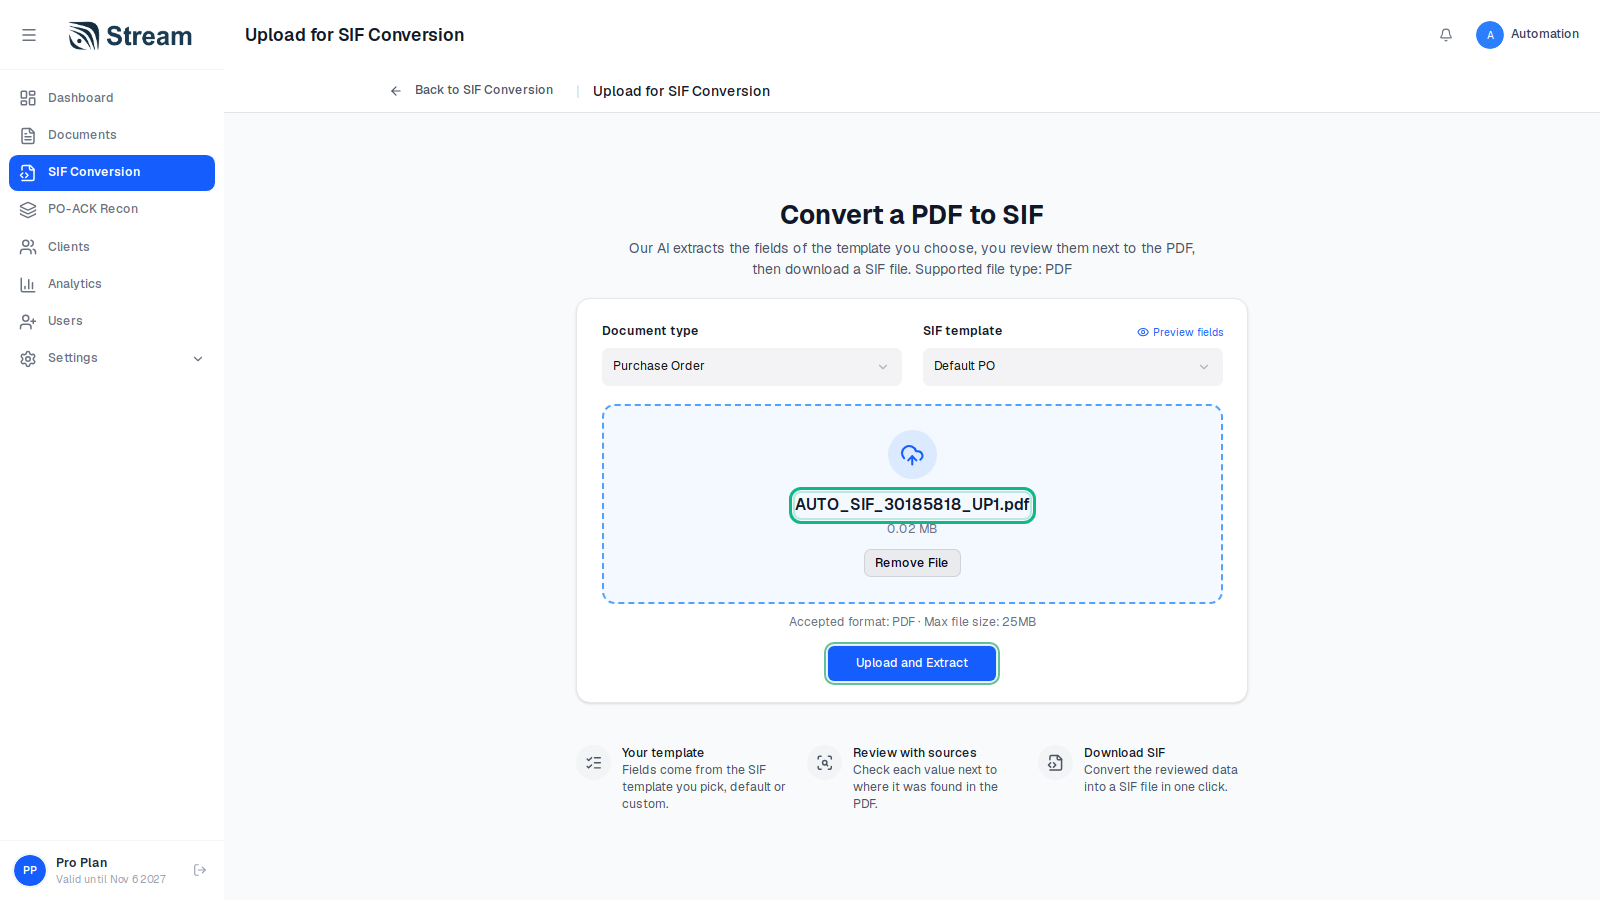 Stream
Upload for SIF Conversion
A
Automation
Back to SIF Conversion
Upload for SIF Conversion
Dashboard
Documents
SIF Conversion
PO-ACK Recon
Clients
Analytics
Users
Settings
Convert a PDF to SIF
Our AI extracts the fields of the template you choose, you review them next to the PDF,
then download a SIF file. Supported file type: PDF
Document type
SIF template
Preview fields
Purchase Order
Default PO
AUTO_SIF_30185818_UP1.pdf
0.02 MB
Remove File
Accepted format: PDF · Max file size: 25MB
Upload and Extract
Your template
Fields come from the SIF
template you pick, default or
custom.
Review with sources
Check each value next to
where it was found in the
PDF.
Download SIF
Convert the reviewed data
into a SIF file in one click.
PP
Pro Plan
Valid until Nov 6 2027